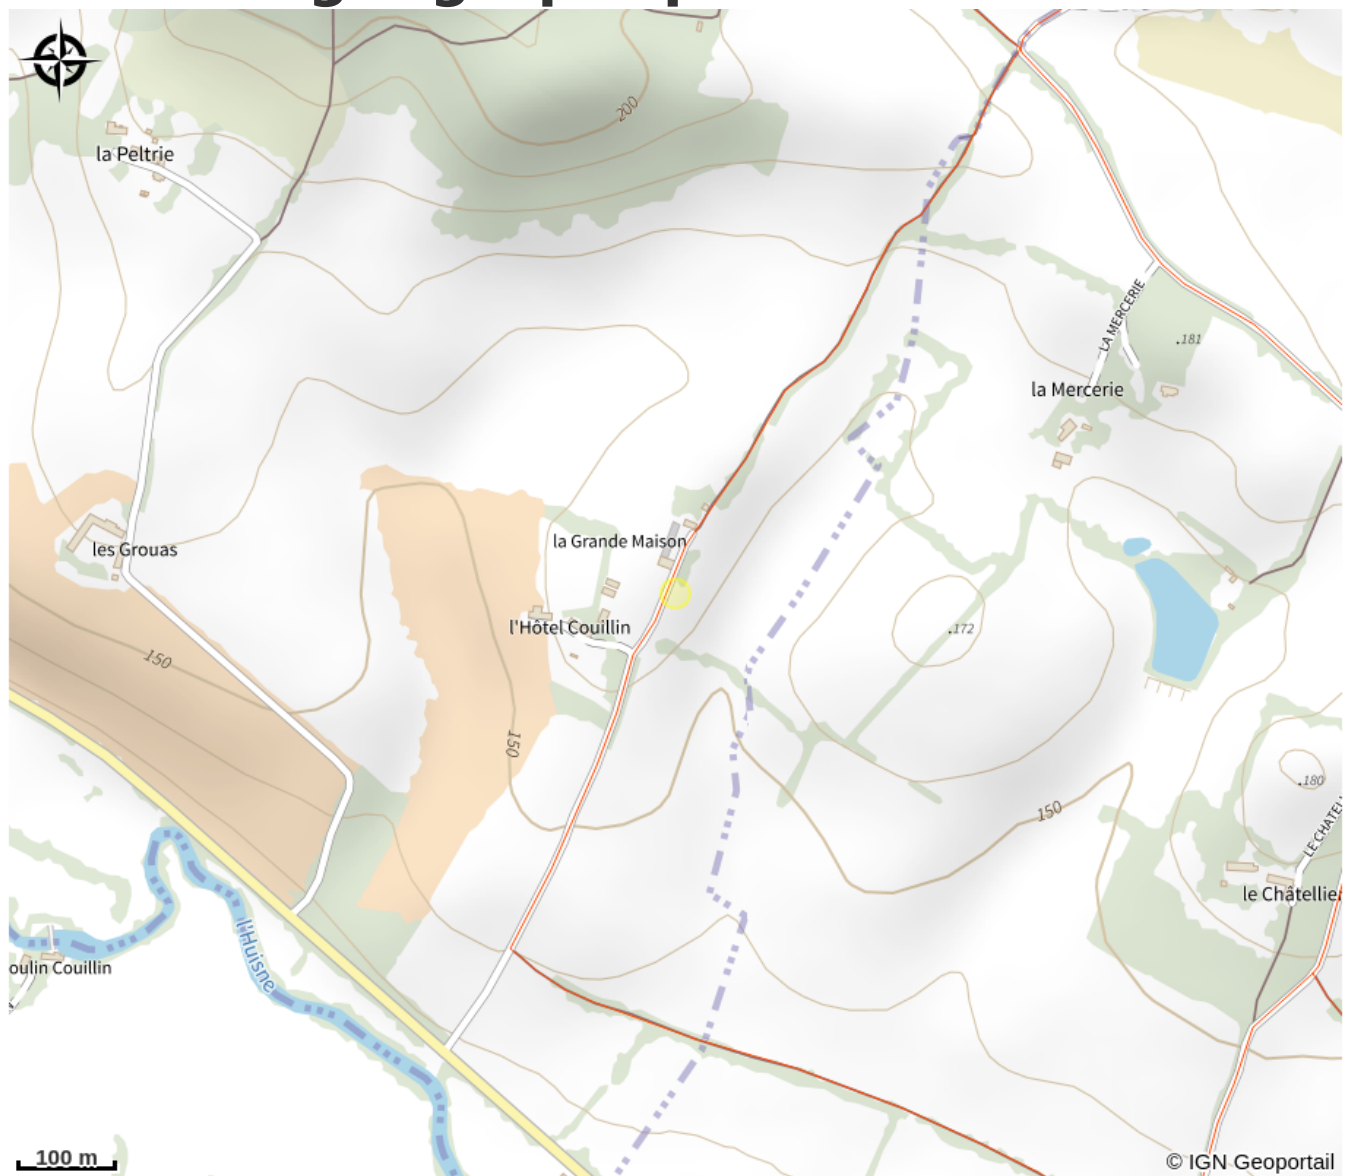 200
la Peltrie
LA MERCERIE
.181
la Mercerie
la Grande Maison
les Grouas
l'Hôtel Couillin
.172
150
150
.180
150
LE CHATEL
le Châtellie
l'Huisne
oulin Couillin
100 m
© IGN Geoportail